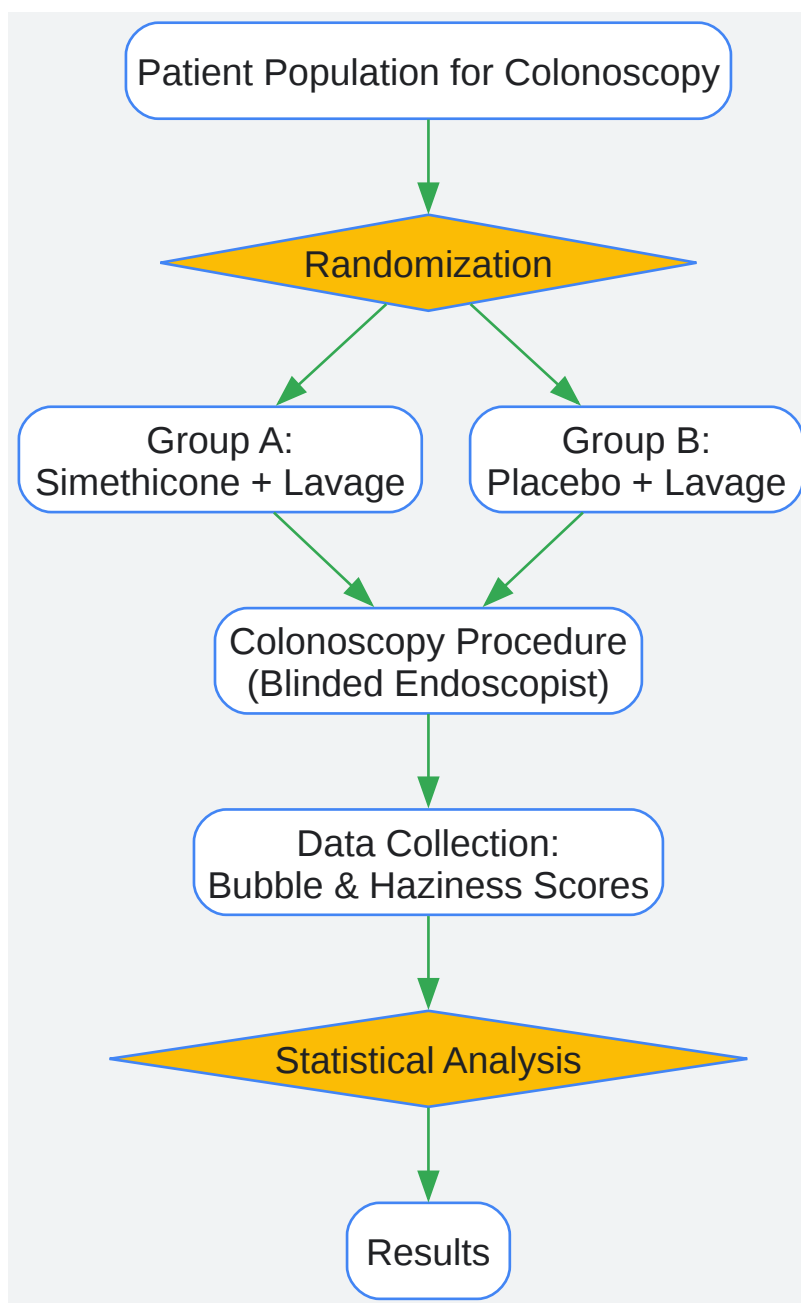 Patient Population for Colonoscopy
Randomization
Group A:
Simethicone + Lavage
Group B:
Placebo + Lavage
Colonoscopy Procedure
(Blinded Endoscopist)
Data Collection:
Bubble & Haziness Scores
Statistical Analysis
Results